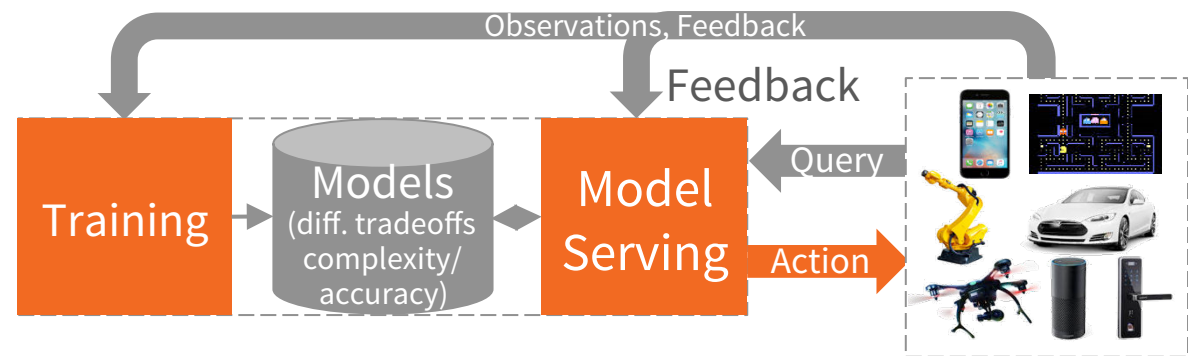 Observations, Feedback
Feedback
Training
Models
(diff. tradeoffs
complexity/
accuracy)
Model
Serving
Query
Action